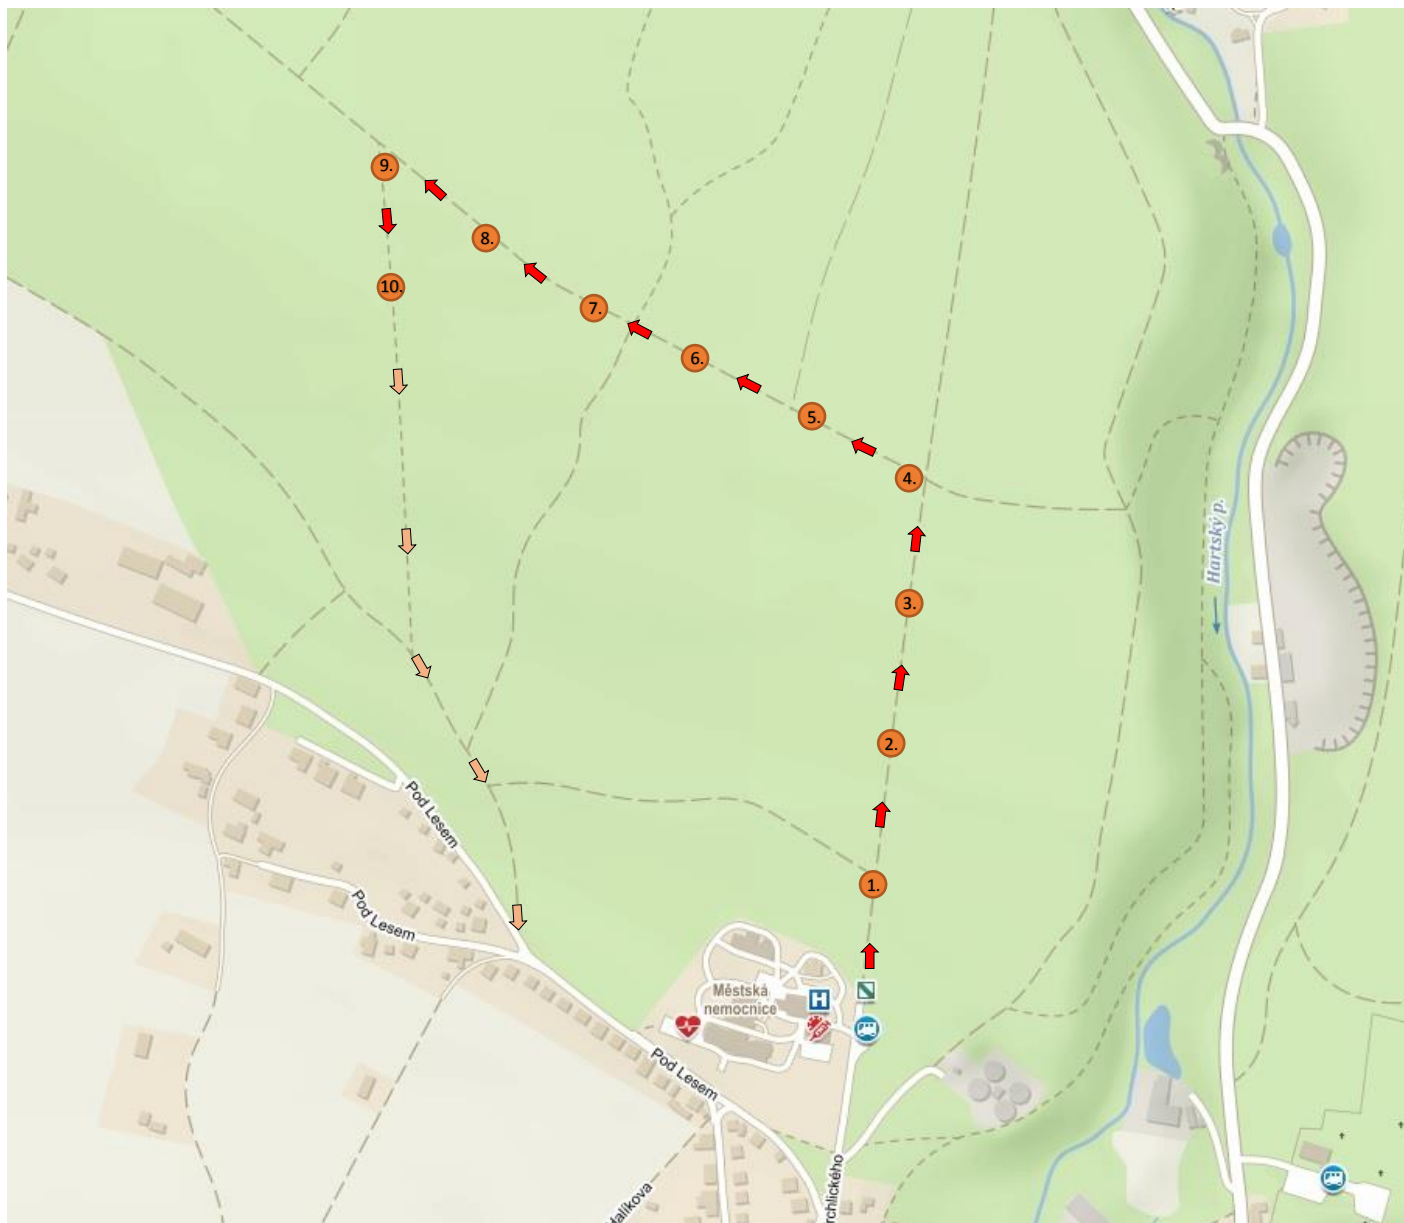 9.
8.
10.
7.
6.
5.
4.
Hartský p.
3.
2.
Pod Lesem
1.
Pod Lesem
Městská
nemocnice
H
Pod Lesem